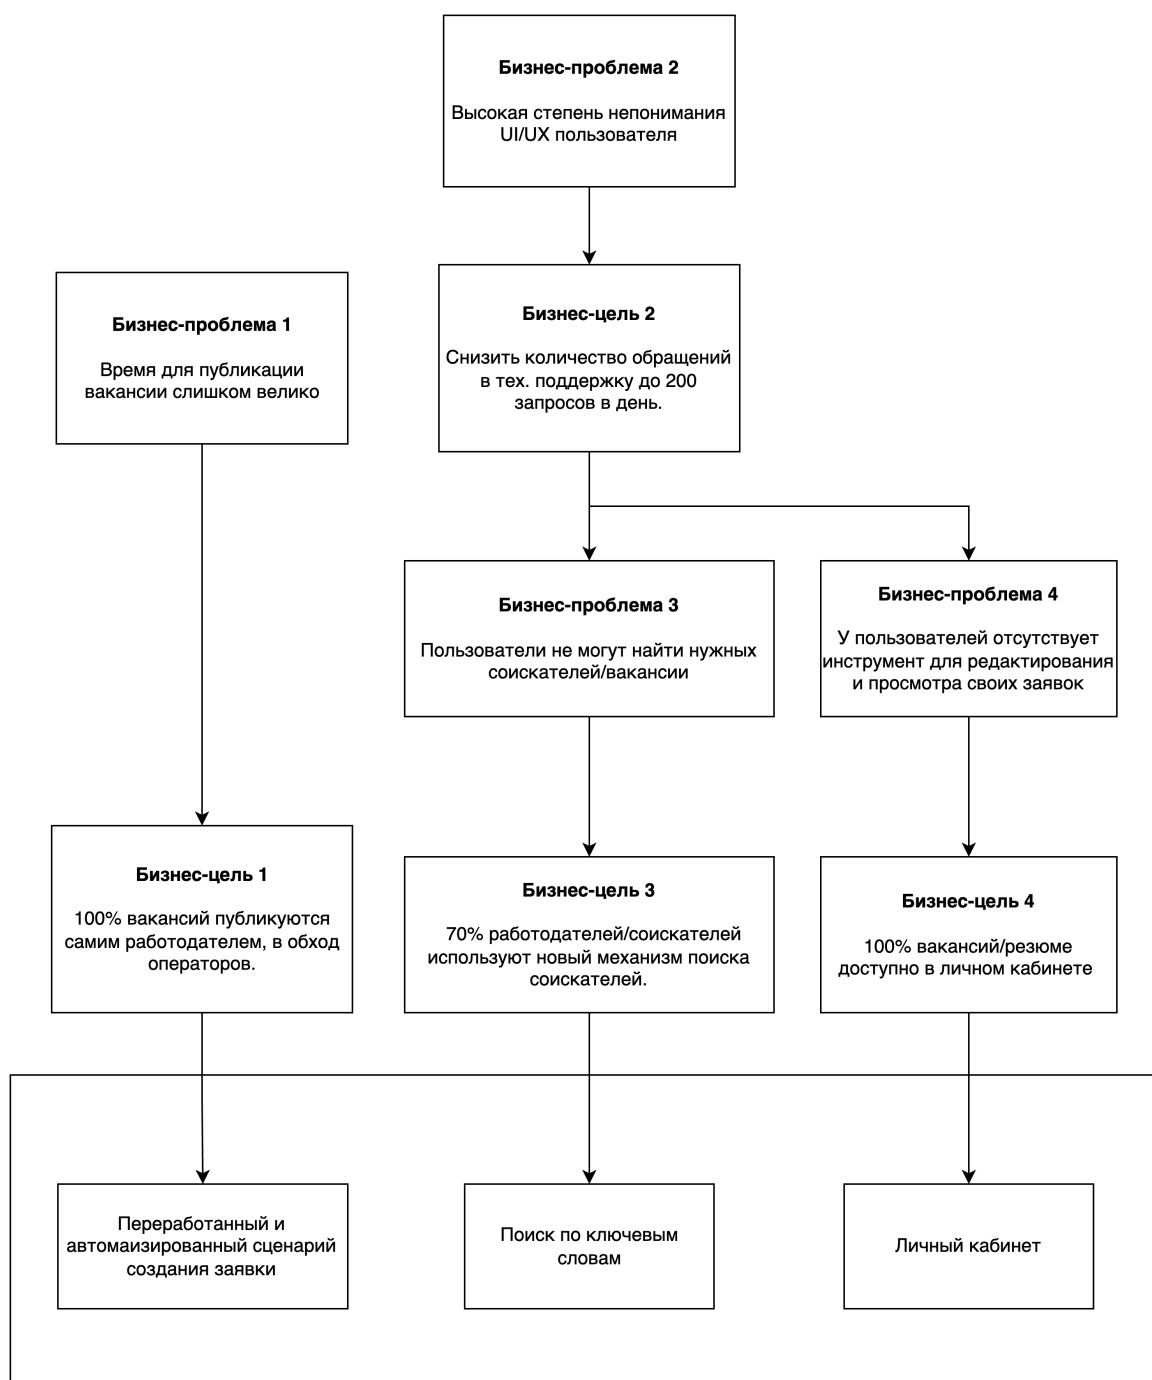 Бизнес-проблема 2
Высокая степень непонимания
UI/UX пользователя
Бизнес-проблема 1
Время для публикации
вакансии слишком велико
Бизнес-цель 2
Снизить количество обращений
в тех. поддержку до 200
запросов в день.
Бизнес-проблема 3
Пользователи не могут найти нужных
соискателей/вакансии
Бизнес-проблема 4
У пользователей отсутствует
инструмент для редактирования
и просмотра своих заявок
Бизнес-цель 1
100% вакансий публикуются
самим работодателем, в обход
операторов.
Бизнес-цель 3
70% работодателей/соискателей
используют новый механизм поиска
соискателей.
Бизнес-цель 4
100% вакансий/резюме
доступно в личном кабинете
Переработанный и
автомаизированный сценарий
создания заявки
Поиск по ключевым
словам
Личный кабинет